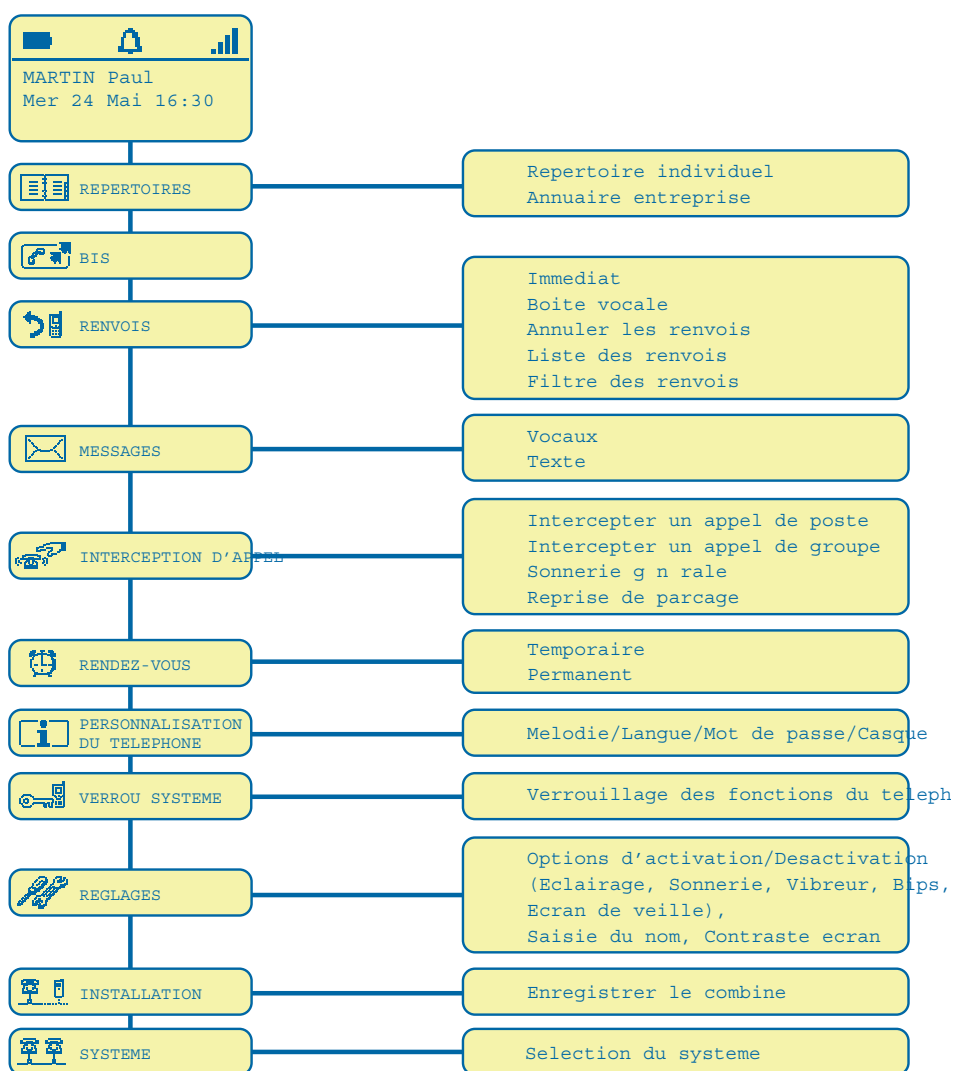 MARTIN Paul
Mer 24 Mai 16:30
REPERTOIRES
Repertoire individuel
Annuaire entreprise
BIS
RENVOIS
Immediat
Boite vocale
Annuler les renvois
Liste des renvois
Filtre des renvois
MESSAGES
Vocaux
Texte
INTERCEPTION D'APPEL
Intercepter un appel de poste
Intercepter un appel de groupe
Sonnerie g n rale
Reprise de parcage
RENDEZ-VOUS
Temporaire
Permanent
PERSONNALISATION
DU TELEPHONE
Melodie/Langue/Mot de passe/Casque
VERROU SYSTEME
Verrouillage des fonctions du teleph
REGLAGES
Options d'activation/Desactivation
(Eclairage, Sonnerie, Vibreur, Bips,
Ecran de veille),
Saisie du nom, Contraste ecran
INSTALLATION
Enregistrer le combine
SYSTEME
Selection du systeme